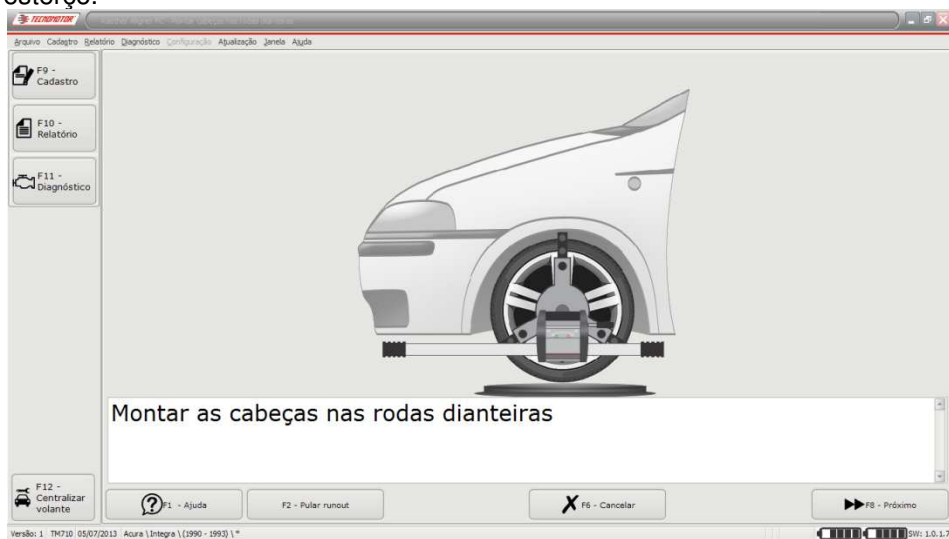 esforço.
TECNOMOTOR
Arquivo Cadastro Relatório Diagnóstico Configuração Atualização Janela Ajuda
F9 -
Cadastro
F10 -
Relatório
F11 -
Diagnóstico
Montar as cabeças nas rodas dianteiras
F12 -
Centralizar
volante
F1 - Ajuda
F2 - Pular runout
F6 - Cancelar
F8 - Próximo
Versão: 1 TM710 05/07/2013 Acura \ Integra \ (1990 - 1993) \ *
SW: 1.0.1.7